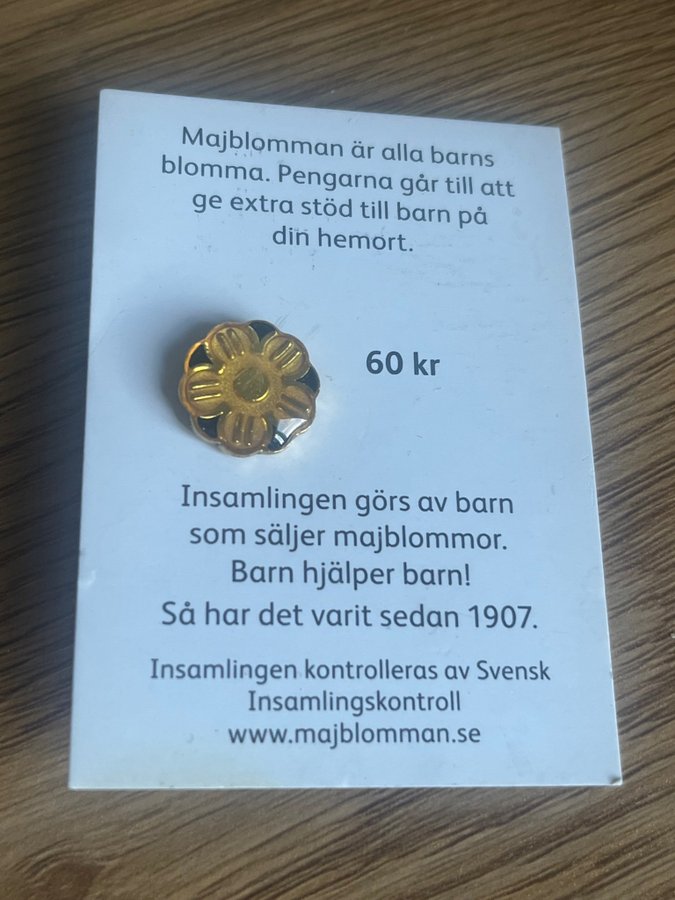 Majblomman är alla barns
blomma. Pengarna går till att
ge extra stöd till barn på
din hemort.
60 kr
Insamlingen görs av barn
som säljer majblommor.
Barn hjälper barn!
Så har det varit sedan 1907.
Insamlingen kontrolleras av Svensk
Insamlingskontroll
www.majblomman.se